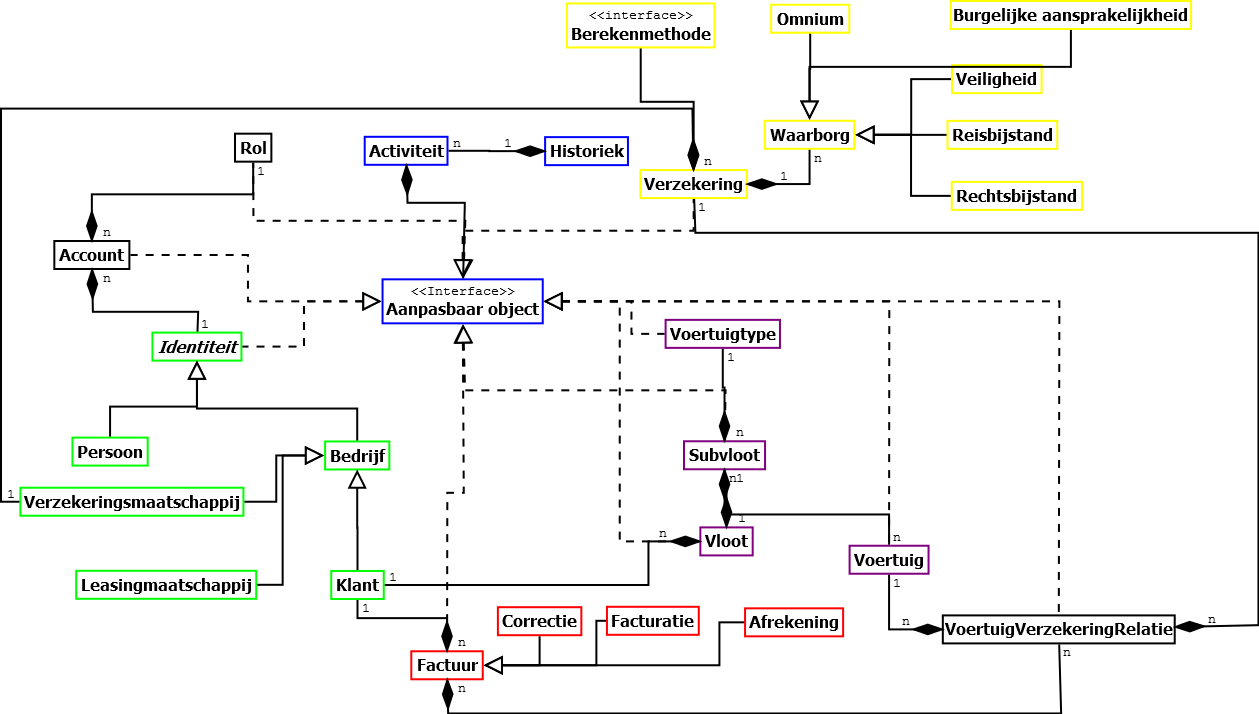 <<interface>>
Berekenmethode
Omnium
Burgelijke aansprakelijkheid
Veiligheid
Waarborg
Reisbijstand
n
Rechtsbijstand
Rol
1
Activiteit
n
1
Historiek
n
Verzekering
1
1
n
Account
n
<<Interface>>
Aanpasbaar object
1
Identiteit
Voertuigtype
1
n
Persoon
Bedrijf
Subvloot
n1
1
Verzekeringsmaatschappij
1
n
Vloot
n
Voertuig
1
Leasingmaatschappij
Klant
1
1
Correctie
Facturatie
Afrekening
n
VoertuigVerzekeringRelatie
n
n
n
Factuur
n